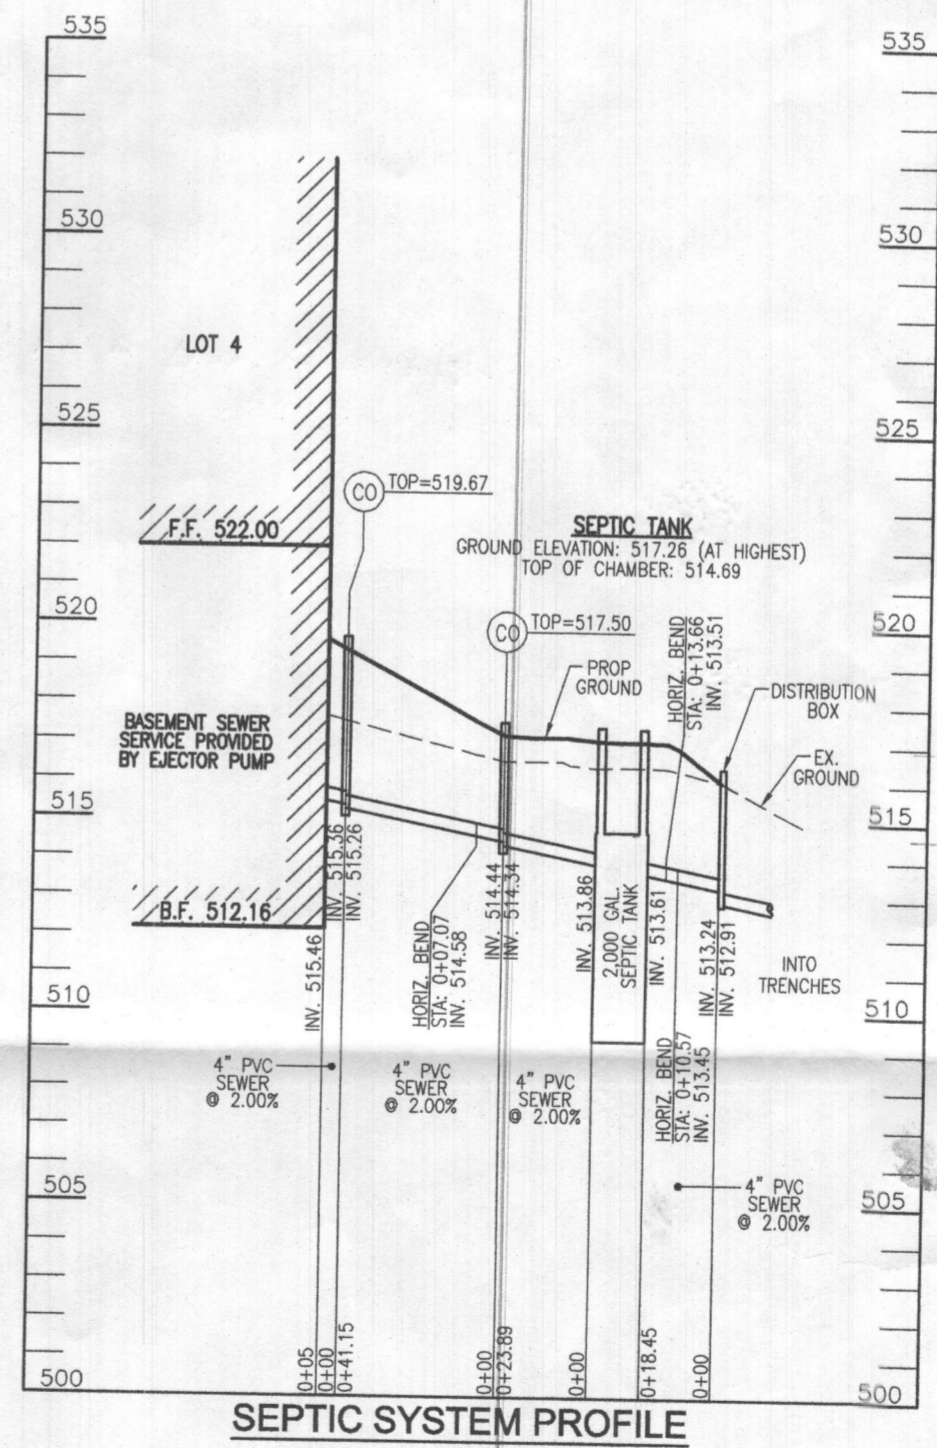 535
530
525
520
515
510
505
500
535
530
525
520
515
510
505
500
LOT 4
F.F. 522.00
BASEMENT SEWER
SERVICE PROVIDED
BY EJECTOR PUMP
B.F. 512.16
CO
TOP=519.67
SEPTIC TANK
GROUND ELEVATION: 517.26 (AT HIGHEST)
TOP OF CHAMBER: 514.69
CO
TOP=517.50
PROP
GROUND
HORIZ. BEND
STA: 0+13.66
INV. 513.51
DISTRIBUTION
BOX
EX.
GROUND
INV. 515.46
INV. 515.36
INV. 515.26
HORIZ. BEND
STA: 0+07.07
INV. 514.58
INV. 514.44
INV. 514.34
INV. 513.86
2,000 GAL.
SEPTIC TANK
INV. 513.61
HORIZ. BEND
STA: 0+10.57
INV. 513.45
INV. 513.24
INV. 512.91
INTO
TRENCHES
4" PVC
SEWER
@ 2.00%
4" PVC
SEWER
@ 2.00%
4" PVC
SEWER
@ 2.00%
4" PVC
SEWER
@ 2.00%
0+05
0+00
0+41.15
0+00
0+23.89
0+00
0+18.45
0+00
SEPTIC SYSTEM PROFILE